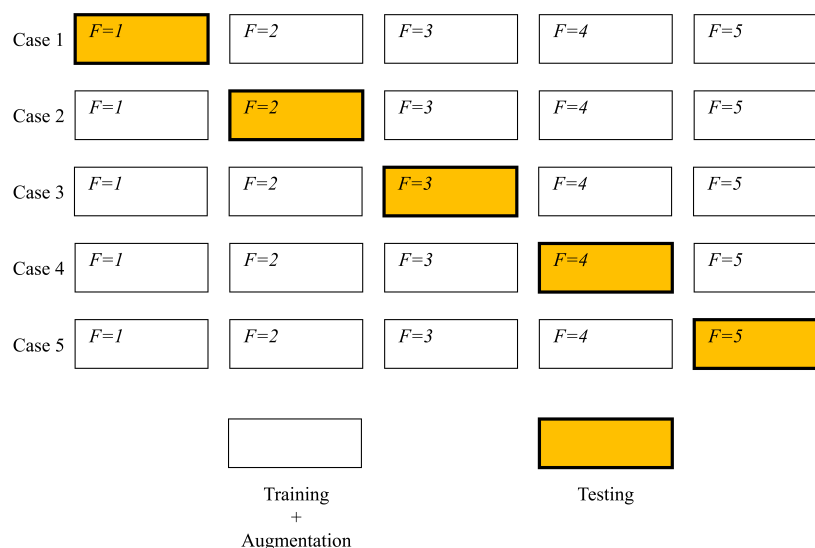 Case 1 F=1 F=2 F=3 F=4 F=5
Case 2 F=1 F=2 F=3 F=4 F=5
Case 3 F=1 F=2 F=3 F=4 F=5
Case 4 F=1 F=2 F=3 F=4 F=5
Case 5 F=1 F=2 F=3 F=4 F=5
Training
+
Augmentation
Testing